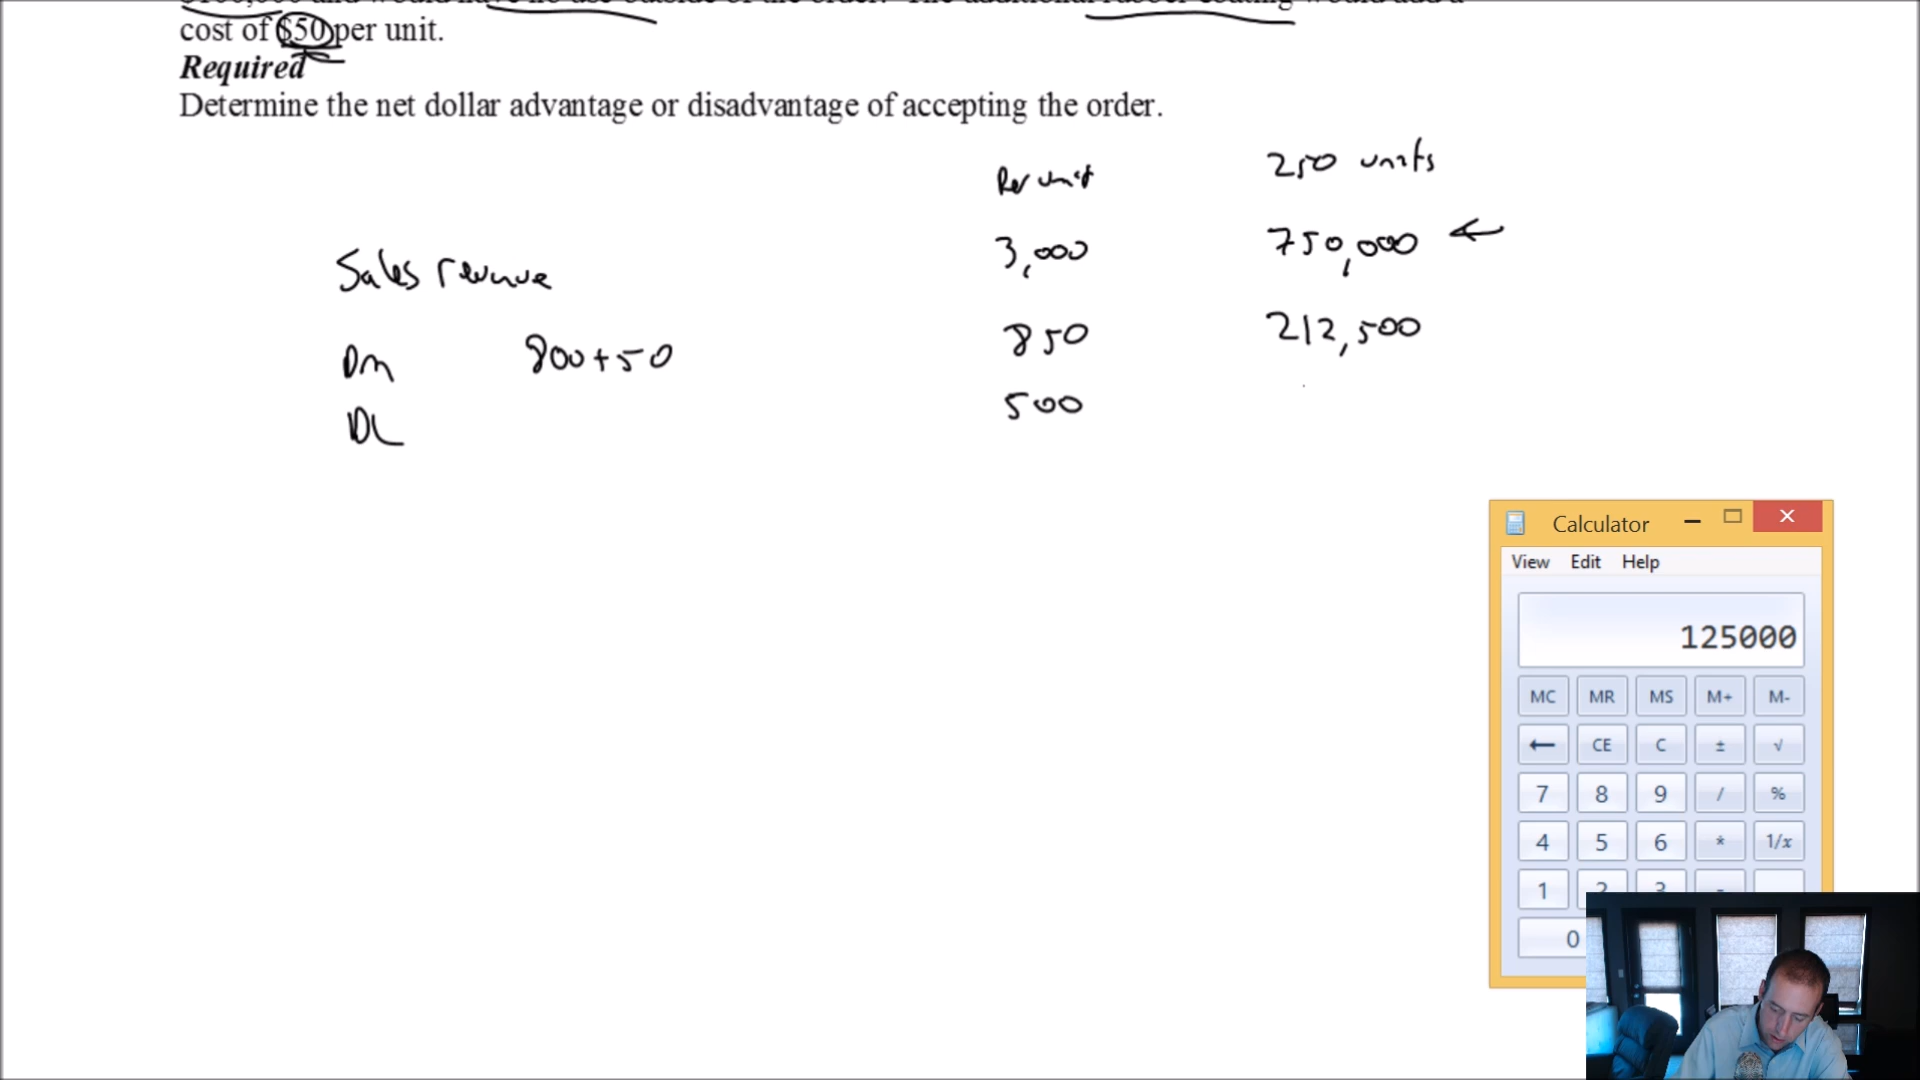 cost of $50 per unit.
Required
Determine the net dollar advantage or disadvantage of accepting the order.
Per unit 250 units
Sales revenue 3,000 750,000
DM 800+50 850 212,500
DL 500
Calculator
View Edit Help
125000
MC MR MS M+ M-
← CE C ± √
7 8 9 / %
4 5 6 * 1/x
1 2 3 -
0